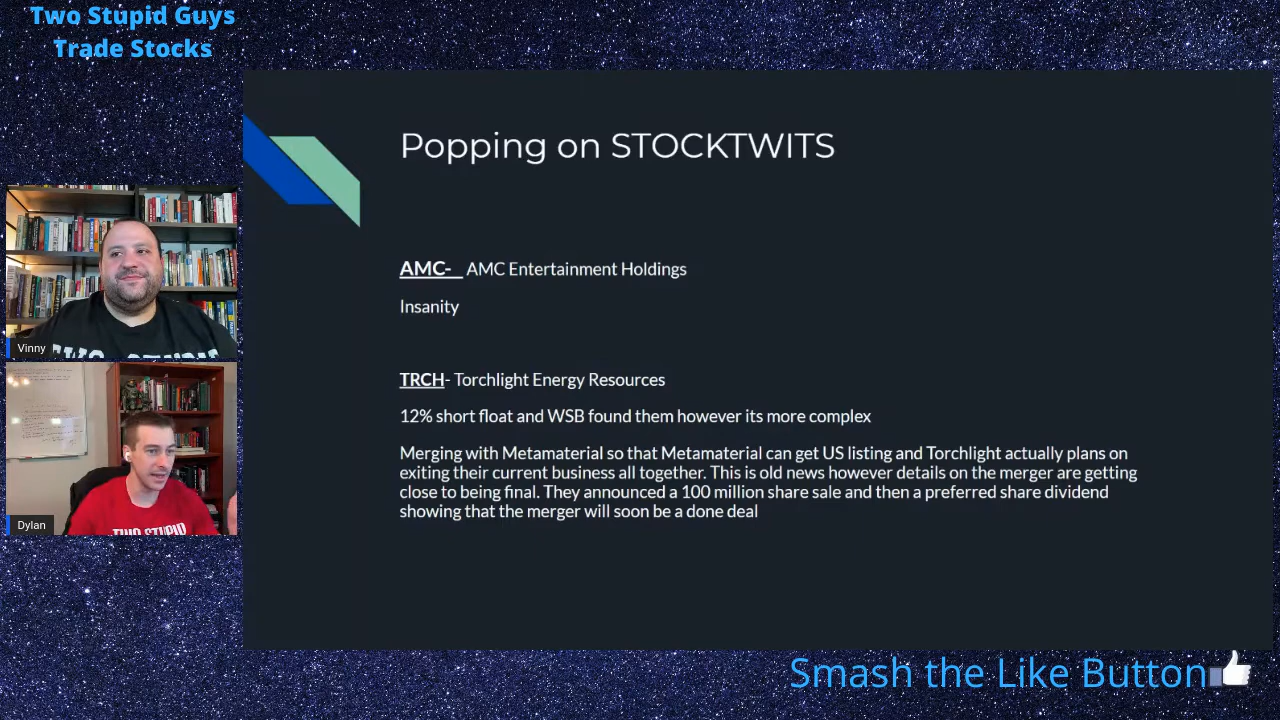 Two Stupid Guys
Trade Stocks
Popping on STOCKTWITS
AMC- AMC Entertainment Holdings
Insanity
TRCH- Torchlight Energy Resources
12% short float and WSB found them however its more complex
Merging with Metamaterial so that Metamaterial can get US listing and Torchlight actually plans on
exiting their current business all together. This is old news however details on the merger are getting
close to being final. They announced a 100 million share sale and then a preferred share dividend
showing that the merger will soon be a done deal
Vinny
TWO STUPID
Dylan
Smash the Like Button